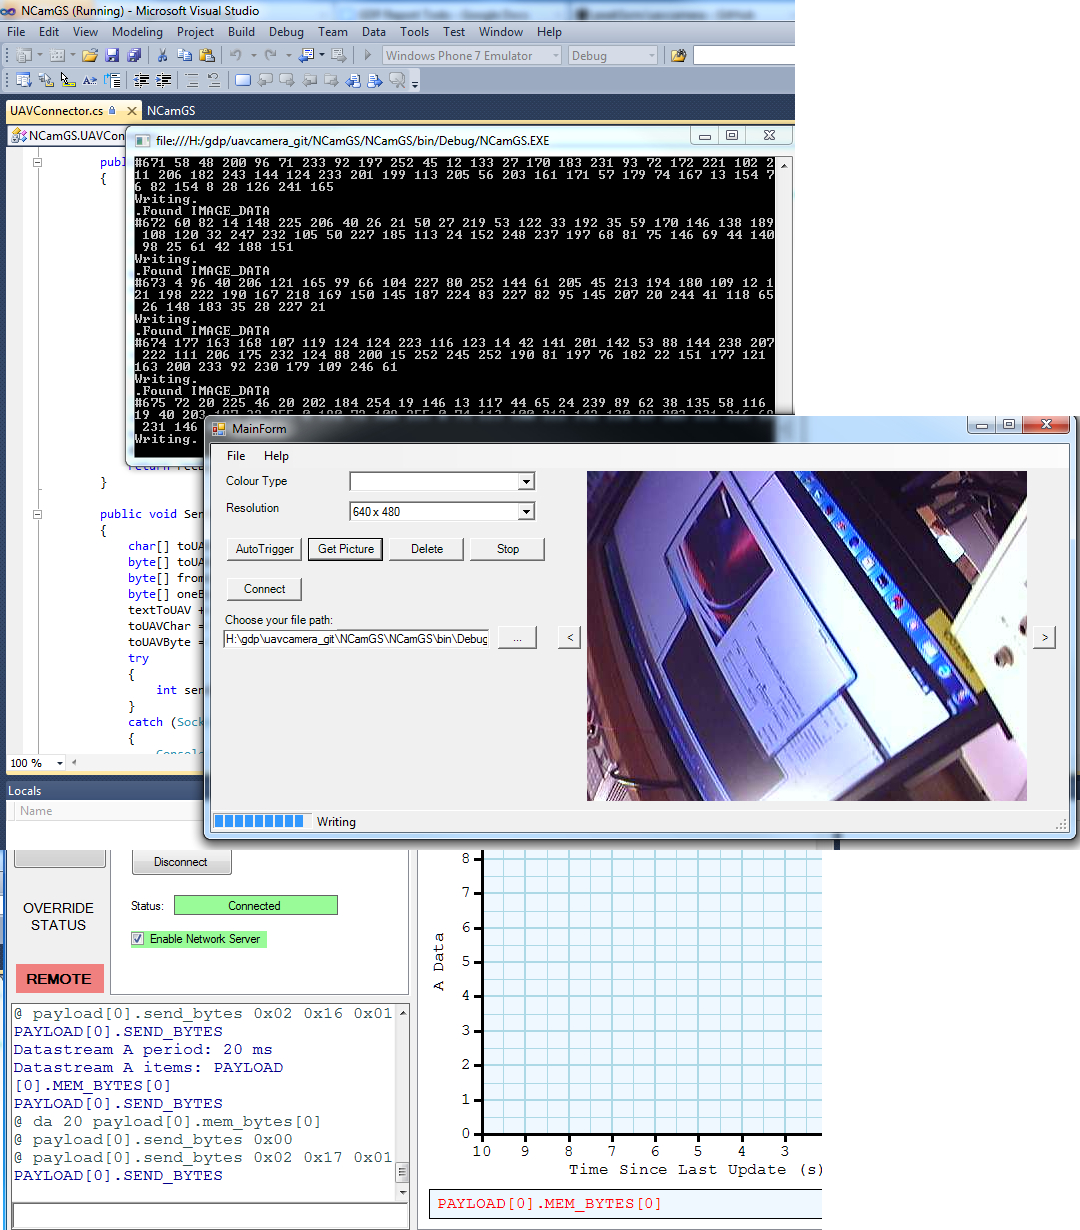 NCamGS (Running) - Microsoft Visual Studio
File Edit View Modeling Project Build Debug Team Data Tools Test Window Help
Windows Phone 7 Emulator Debug
UAVConnector.cs NCamGS
NCamGS.UAVCon
file:///H:/gdp/uavcamera_git/NCamGS/NCamGS/bin/Debug/NCamGS.EXE
publ
{
#671 58 48 200 96 71 233 92 197 252 45 12 133 27 170 183 231 93 72 172 221 102 2
11 206 182 243 144 124 233 201 199 113 205 56 203 161 171 57 179 74 167 13 154 7
6 82 154 8 28 126 241 165
Writing.
.Found IMAGE_DATA
#672 60 82 14 148 225 206 40 26 21 50 27 219 53 122 33 192 35 59 170 146 138 189
108 120 32 247 232 105 50 227 185 113 24 152 248 237 197 68 81 75 146 69 44 140
98 25 61 42 188 151
Writing.
.Found IMAGE_DATA
#673 4 96 40 206 121 165 99 66 104 227 80 252 144 61 205 45 213 194 180 109 12 1
21 198 222 190 167 218 169 150 145 187 224 83 227 82 95 145 207 20 244 41 118 65
26 148 183 35 28 227 21
Writing.
.Found IMAGE_DATA
#674 177 163 168 107 119 124 124 223 116 123 14 42 141 201 142 53 88 144 238 207
222 111 206 175 232 124 88 200 15 252 245 252 190 81 197 76 182 22 151 177 121
163 200 233 92 230 179 109 246 61
Writing.
.Found IMAGE_DATA
#675 72 20 225 46 20 202 184 254 19 146 13 117 44 65 24 239 89 62 38 135 58 116
19 40 203
231 146
Writing.
}
public void Sen
{
char[] toUA
byte[] toUA
byte[] from
byte[] oneB
textToUAV +
toUAVChar =
toUAVByte =
try
{
int sen
}
catch (Sock
{
Console
100 %
Locals
Name
MainForm
File Help
Colour Type
Resolution 640 x 480
AutoTrigger Get Picture Delete Stop
Connect
Choose your file path:
H:\gdp\uavcamera_git\NCamGS\NCamGS\bin\Debug ... < >
Writing
Disconnect
OVERRIDE
STATUS
REMOTE
Status: Connected
Enable Network Server
@ payload[0].send_bytes 0x02 0x16 0x01
PAYLOAD[0].SEND_BYTES
Datastream A period: 20 ms
Datastream A items: PAYLOAD
[0].MEM_BYTES[0]
PAYLOAD[0].SEND_BYTES
@ da 20 payload[0].mem_bytes[0]
@ payload[0].send_bytes 0x00
@ payload[0].send_bytes 0x02 0x17 0x01
PAYLOAD[0].SEND_BYTES
A Data
8
7
6
5
4
3
2
1
0
10 9 8 7 6 5 4 3
Time Since Last Update (s)
PAYLOAD[0].MEM_BYTES[0]